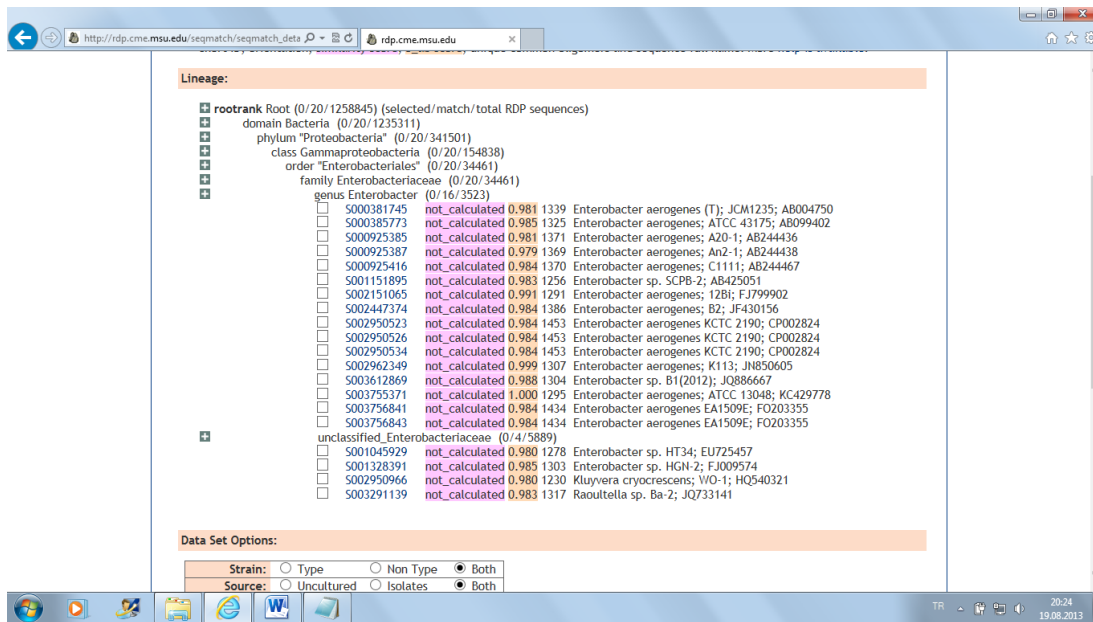 http://rdp.cme.msu.edu/seqmatch/seqmatch_deta
rdp.cme.msu.edu
Lineage:
rootrank Root (0/20/1258845) (selected/match/total RDP sequences)
domain Bacteria (0/20/1235311)
phylum "Proteobacteria" (0/20/341501)
class Gammaproteobacteria (0/20/154838)
order "Enterobacteriales" (0/20/34461)
family Enterobacteriaceae (0/20/34461)
genus Enterobacter (0/16/3523)
S000381745 not_calculated 0.981 1339 Enterobacter aerogenes (T); JCM1235; AB004750
S000385773 not_calculated 0.985 1325 Enterobacter aerogenes; ATCC 43175; AB099402
S000925385 not_calculated 0.981 1371 Enterobacter aerogenes; A20-1; AB244436
S000925387 not_calculated 0.979 1369 Enterobacter aerogenes; An2-1; AB244438
S000925416 not_calculated 0.984 1370 Enterobacter aerogenes; C1111; AB244467
S001151895 not_calculated 0.983 1256 Enterobacter sp. SCPB-2; AB425051
S002151065 not_calculated 0.991 1291 Enterobacter aerogenes; 12Bi; FJ799902
S002447374 not_calculated 0.984 1386 Enterobacter aerogenes; B2; JF430156
S002950523 not_calculated 0.984 1453 Enterobacter aerogenes KCTC 2190; CP002824
S002950526 not_calculated 0.984 1453 Enterobacter aerogenes KCTC 2190; CP002824
S002950534 not_calculated 0.984 1453 Enterobacter aerogenes KCTC 2190; CP002824
S002962349 not_calculated 0.999 1307 Enterobacter aerogenes; K113; JN850605
S003612869 not_calculated 0.988 1304 Enterobacter sp. B1(2012); JQ886667
S003755371 not_calculated 1.000 1295 Enterobacter aerogenes; ATCC 13048; KC429778
S003756841 not_calculated 0.984 1434 Enterobacter aerogenes EA1509E; FO203355
S003756843 not_calculated 0.984 1434 Enterobacter aerogenes EA1509E; FO203355
unclassified_Enterobacteriaceae (0/4/5889)
S001045929 not_calculated 0.980 1278 Enterobacter sp. HT34; EU725457
S001328391 not_calculated 0.985 1303 Enterobacter sp. HGN-2; FJ009574
S002950966 not_calculated 0.980 1230 Kluyvera cryocrescens; WO-1; HQ540321
S003291139 not_calculated 0.983 1317 Raoultella sp. Ba-2; JQ733141
Data Set Options:
Strain: Type Non Type Both
Source: Uncultured Isolates Both
TR 20:24
19.08.2013